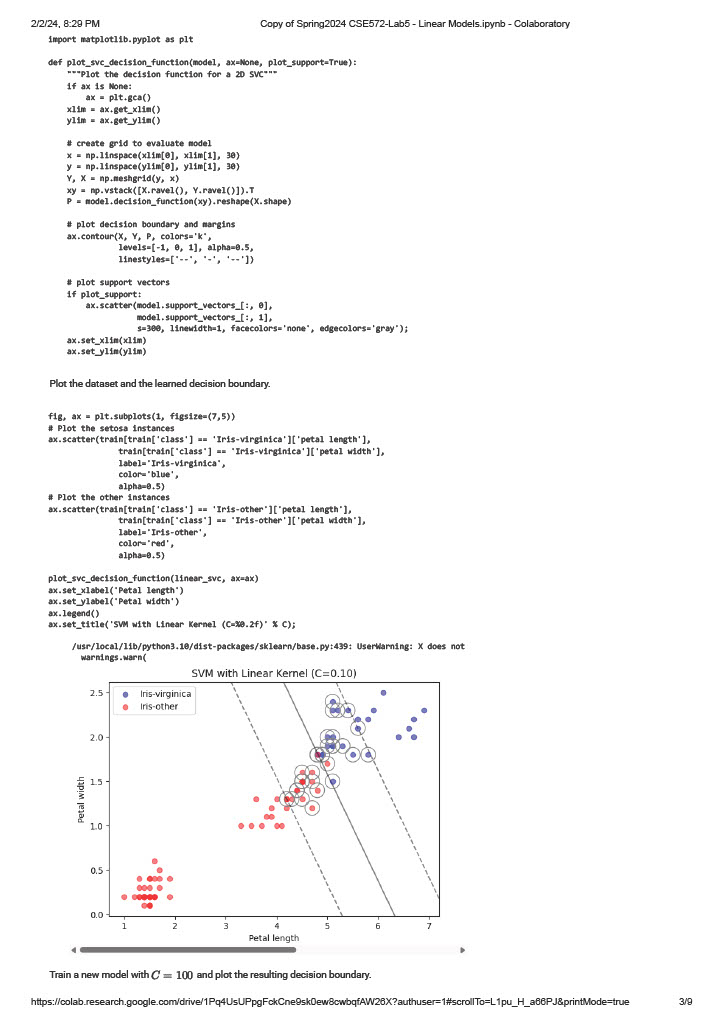 2/2/24, 8:29 PM
Copy of Spring2024 CSE572-Lab5 - Linear Models.ipynb - Colaboratory
import matplotlib.pyplot as plt
def plot_svc_decision_function(model, ax=None, plot_support=True):
"""Plot the decision function for a 2D SVC"""
if ax is None:
ax = plt.gca()
xlim = ax.get_xlim()
ylim = ax.get_ylim()
# create grid to evaluate model
x = np.linspace(xlim[0], xlim[1], 30)
y = np.linspace(ylim[0], ylim[1], 30)
Y, X = np.meshgrid(y, x)
xy = np.vstack([X.ravel(), Y.ravel()]).T
P = model.decision_function(xy).reshape(X.shape)
# plot decision boundary and margins
ax.contour(X, Y, P, colors='k',
levels=[-1, 0, 1], alpha=0.5,
linestyles=['--', '-', '--'])
# plot support vectors
if plot_support:
ax.scatter(model.support_vectors_[:, 0],
model.support_vectors_[:, 1],
s=300, linewidth=1, facecolors='none', edgecolors='gray');
ax.set_xlim(xlim)
ax.set_ylim(ylim)
Plot the dataset and the learned decision boundary.
fig, ax = plt.subplots(1, figsize=(7,5))
# Plot the setosa instances
ax.scatter(train[train['class'] == 'Iris-virginica']['petal length'],
train[train['class'] == 'Iris-virginica']['petal width'],
label='Iris-virginica',
color='blue',
alpha=0.5)
# Plot the other instances
ax.scatter(train[train['class'] == 'Iris-other']['petal length'],
train[train['class'] == 'Iris-other']['petal width'],
label='Iris-other',
color='red',
alpha=0.5)
plot_svc_decision_function(linear_svc, ax=ax)
ax.set_xlabel('Petal length')
ax.set_ylabel('Petal width')
ax.legend()
ax.set_title('SVM with Linear Kernel (C=%0.2f)' % C);
/usr/local/lib/python3.10/dist-packages/sklearn/base.py:439: UserWarning: X does not
warnings.warn(
SVM with Linear Kernel (C=0.10)
Iris-virginica
Iris-other
2.5
2.0
1.5
1.0
0.5
0.0
Petal width
1 2 3 4 5 6 7
Petal length
Train a new model with C = 100 and plot the resulting decision boundary.
https://colab.research.google.com/drive/1Pq4UsUPpgFckCne9sk0ew8cwbqfAW26X?authuser=1#scrollTo=L1pu_H_a66PJ&printMode=true
3/9